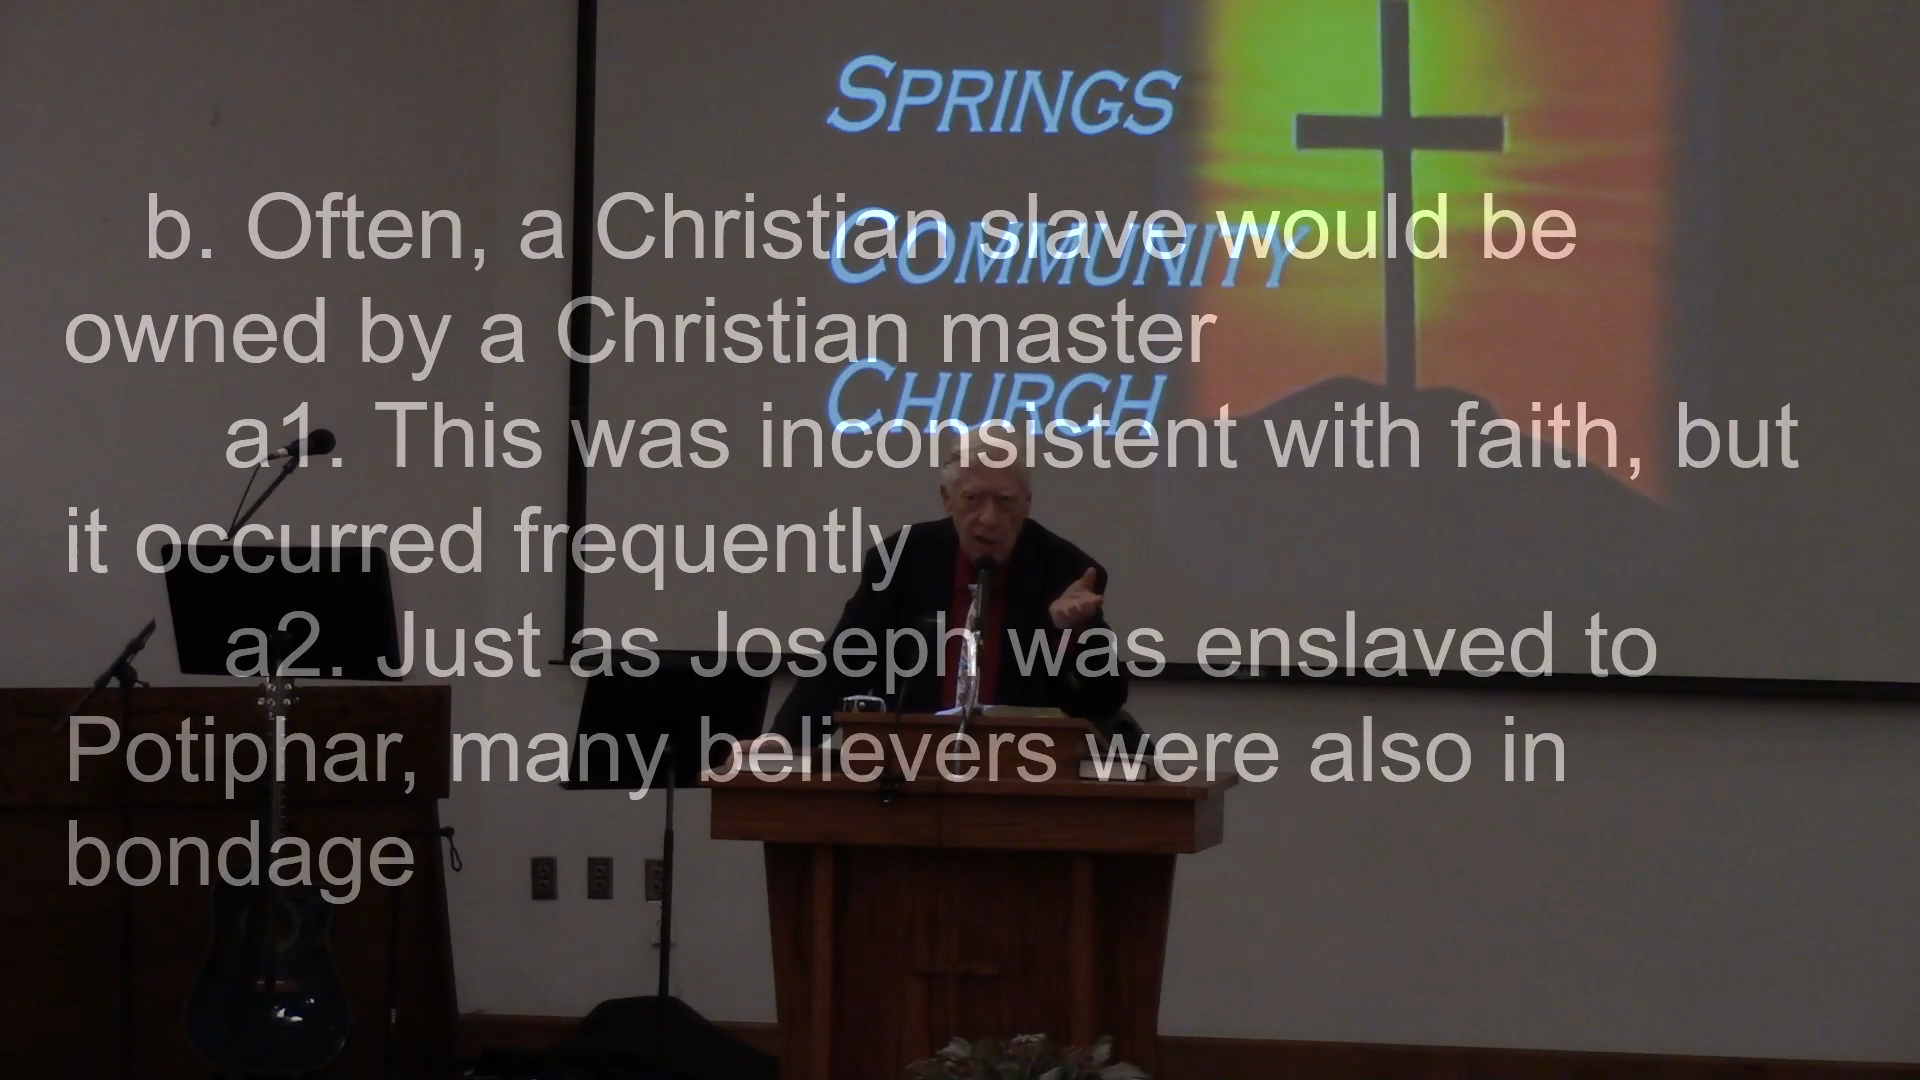 SPRINGS
COMMUNITY
CHURCH
b. Often, a Christian slave would be
owned by a Christian master
a1. This was inconsistent with faith, but
it occurred frequently
a2. Just as Joseph was enslaved to
Potiphar, many believers were also in
bondage